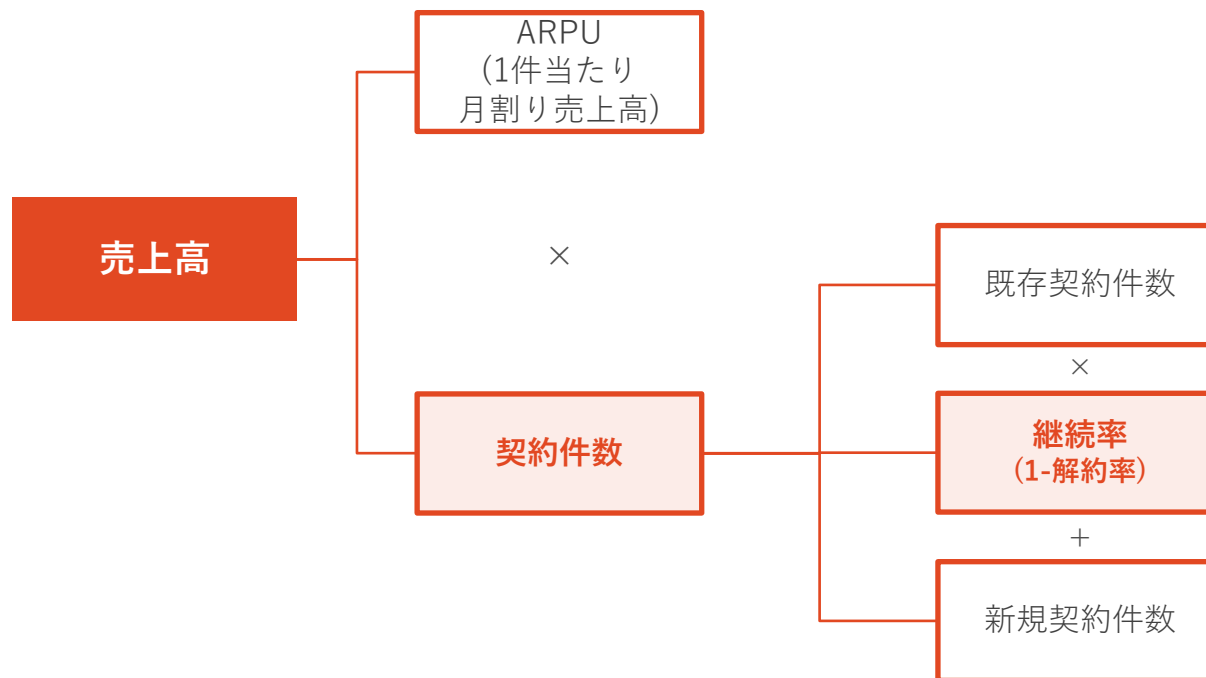 ARPU
(1件当たり
月割り売上高)
売上高
×
契約件数
既存契約件数
×
継続率
(1-解約率)
+
新規契約件数